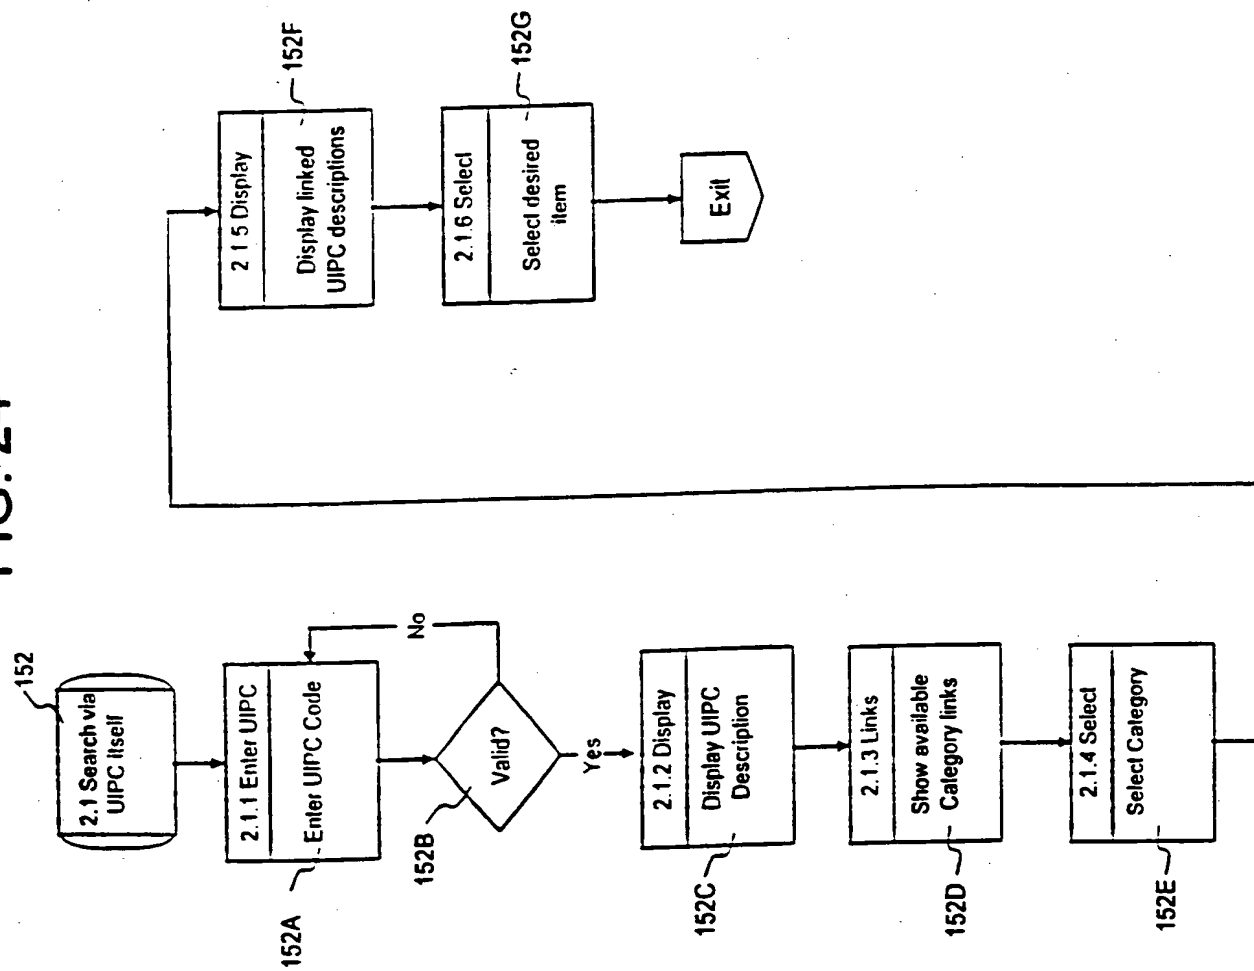 152
2.1 Search via
UIPC Itself
2.1.1 Enter UIPC
Enter UIPC Code
152A
Valid?
152B
No
Yes
2.1.2 Display
Display UIPC
Description
152C
2.1.3 Links
Show available
Category links
152D
2.1.4 Select
Select Category
152E
2 1 5 Display
Display linked
UIPC descriptions
152F
2.1.6 Select
Select desired
item
152G
Exit